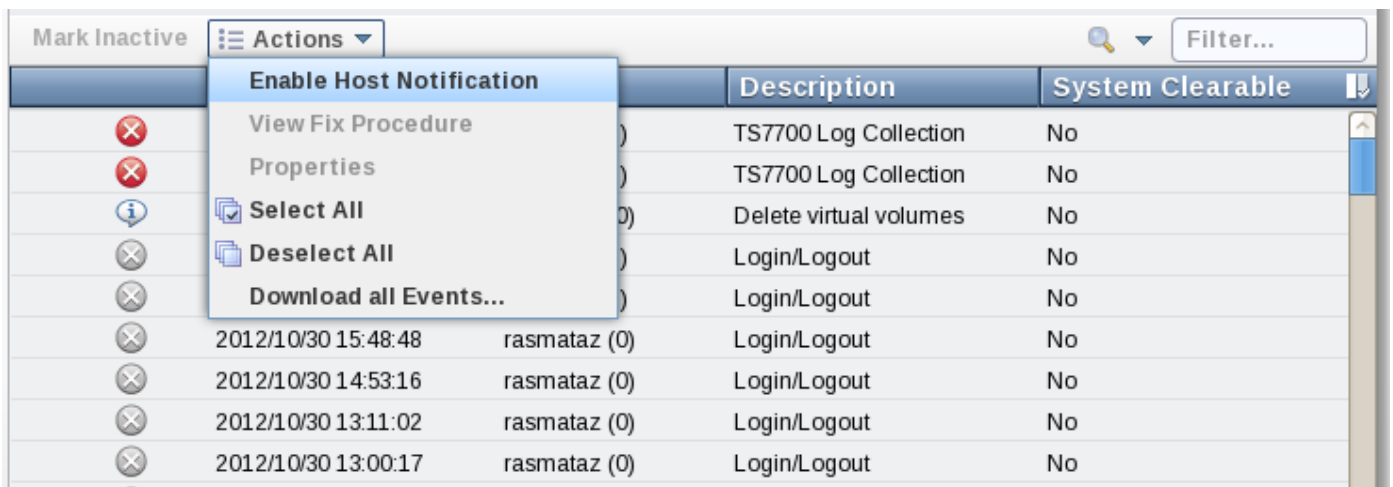 Mark Inactive Actions Filter...
Enable Host Notification Description System Clearable
View Fix Procedure ) TS7700 Log Collection No
Properties ) TS7700 Log Collection No
Select All 0) Delete virtual volumes No
Deselect All ) Login/Logout No
Download all Events... ) Login/Logout No
2012/10/30 15:48:48 rasmataz (0) Login/Logout No
2012/10/30 14:53:16 rasmataz (0) Login/Logout No
2012/10/30 13:11:02 rasmataz (0) Login/Logout No
2012/10/30 13:00:17 rasmataz (0) Login/Logout No